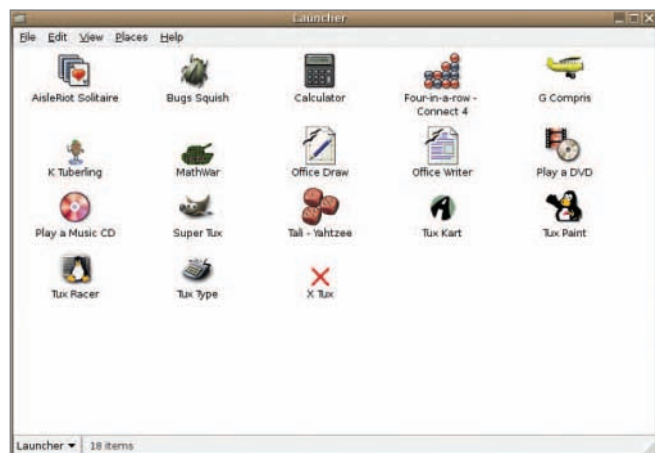 Launcher
File Edit View Places Help
AisleRiot Solitaire Bugs Squish Calculator Four-in-a-row - Connect 4 G Compris
K Tuberling MathWar Office Draw Office Writer Play a DVD
Play a Music CD Super Tux Tali - Yahtzee Tux Kart Tux Paint
Tux Racer Tux Type X Tux
Launcher 18 items